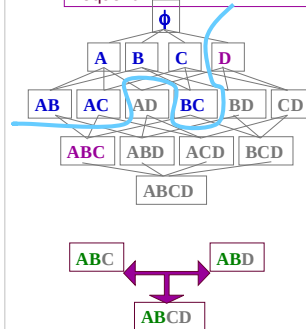 ϕ
A B C D
AB AC AD BC BD CD
ABC ABD ACD BCD
ABCD
ABC ABD
ABCD